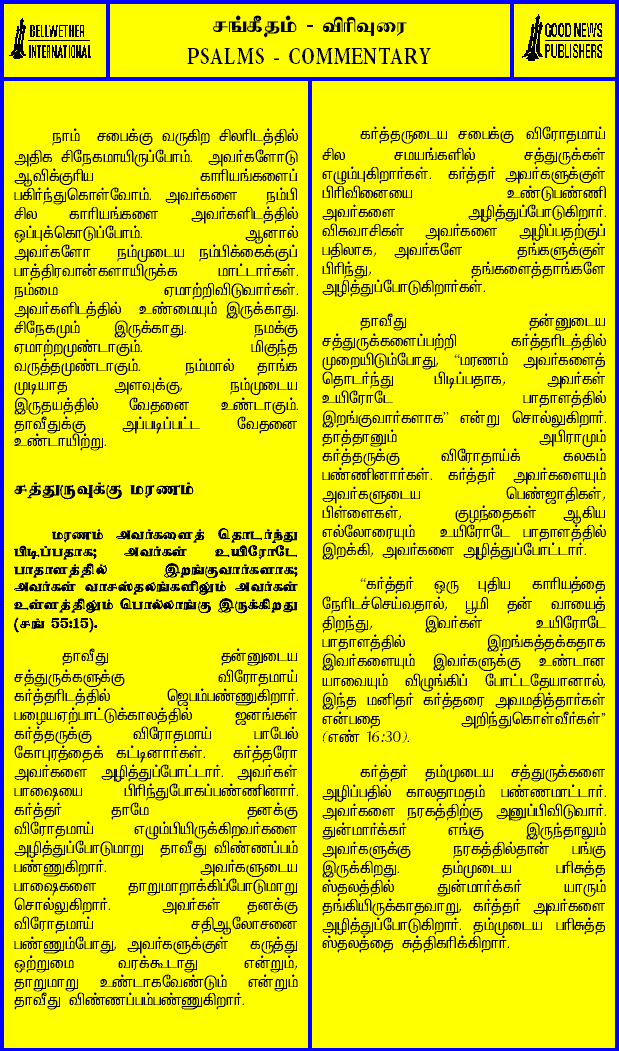 BELLWETHER
INTERNATIONAL
சங்கீதம் - விரிவுரை
PSALMS - COMMENTARY
GOOD NEWS
PUBLISHERS
நாம் சபைக்கு வருகிற சிலரிடத்தில்
அதிக சிநேகமாயிருப்போம். அவர்களோடு
ஆவிக்குரிய காரியங்களைப்
பகிர்ந்துகொள்வோம். அவர்களை நம்பி
சில காரியங்களை அவர்களிடத்தில்
ஒப்புக்கொடுப்போம். ஆனால்
அவர்களோ நம்முடைய நம்பிக்கைக்குப்
பாத்திரவான்களாயிருக்க மாட்டார்கள்.
நம்மை ஏமாற்றிவிடுவார்கள்.
அவர்களிடத்தில் உண்மையும் இருக்காது.
சிநேகமும் இருக்காது. நமக்கு
ஏமாற்றமுண்டாகும். மிகுந்த
வருத்தமுண்டாகும். நம்மால் தாங்க
முடியாத அளவுக்கு, நம்முடைய
இருதயத்தில் வேதனை உண்டாகும்.
தாவீதுக்கு அப்படிப்பட்ட வேதனை
உண்டாயிற்று.
சத்துருவுக்கு மரணம்
மரணம் அவர்களைத் தொடர்ந்து
பிடிப்பதாக; அவர்கள் உயிரோடே
பாதாளத்தில் இறங்குவார்களாக;
அவர்கள் வாசஸ்தலங்களிலும் அவர்கள்
உள்ளத்திலும் பொல்லாங்கு இருக்கிறது
(சங் 55:15).
தாவீது தன்னுடைய
சத்துருக்களுக்கு விரோதமாய்
கர்த்தரிடத்தில் ஜெபம்பண்ணுகிறார்.
பழையஏற்பாட்டுக்காலத்தில் ஜனங்கள்
கர்த்தருக்கு விரோதமாய் பாபேல்
கோபுரத்தைக் கட்டினார்கள். கர்த்தரோ
அவர்களை அழித்துப்போட்டார். அவர்கள்
பாஷையை பிரிந்துபோகப்பண்ணினார்.
கர்த்தர் தாமே தனக்கு
விரோதமாய் எழும்பியிருக்கிறவர்களை
அழித்துப்போடுமாறு தாவீது விண்ணப்பம்
பண்ணுகிறார். அவர்களுடைய
பாஷைகளை தாறுமாறாக்கிப்போடுமாறு
சொல்லுகிறார். அவர்கள் தனக்கு
விரோதமாய் சதிஆலோசனை
பண்ணும்போது, அவர்களுக்குள் கருத்து
ஒற்றுமை வரக்கூடாது என்றும்,
தாறுமாறு உண்டாகவேண்டும் என்றும்
தாவீது விண்ணப்பம்பண்ணுகிறார்.
கர்த்தருடைய சபைக்கு விரோதமாய்
சில சமயங்களில் சத்துருக்கள்
எழும்புகிறார்கள். கர்த்தர் அவர்களுக்குள்
பிரிவினையை உண்டுபண்ணி
அவர்களை அழித்துப்போடுகிறார்.
விசுவாசிகள் அவர்களை அழிப்பதற்குப்
பதிலாக, அவர்களே தங்களுக்குள்
பிரிந்து, தங்களைத்தாங்களே
அழித்துப்போடுகிறார்கள்.
தாவீது தன்னுடைய
சத்துருக்களைப்பற்றி கர்த்தரிடத்தில்
முறையிடும்போது, “மரணம் அவர்களைத்
தொடர்ந்து பிடிப்பதாக, அவர்கள்
உயிரோடே பாதாளத்தில்
இறங்குவார்களாக” என்று சொல்லுகிறார்.
தாத்தானும் அபிராமும்
கர்த்தருக்கு விரோதாய்க் கலகம்
பண்ணினார்கள். கர்த்தர் அவர்களையும்
அவர்களுடைய பெண்ஜாதிகள்,
பிள்ளைகள், குழந்தைகள் ஆகிய
எல்லோரையும் உயிரோடே பாதாளத்தில்
இறக்கி, அவர்களை அழித்துப்போட்டார்.
“கர்த்தர் ஒரு புதிய காரியத்தை
நேரிடச்செய்வதால், பூமி தன் வாயைத்
திறந்து, இவர்கள் உயிரோடே
பாதாளத்தில் இறங்கத்தக்கதாக
இவர்களையும் இவர்களுக்கு உண்டான
யாவையும் விழுங்கிப் போட்டதேயானால்,
இந்த மனிதர் கர்த்தரை அவமதித்தார்கள்
என்பதை அறிந்துகொள்வீர்கள்”
(எண் 16:30).
கர்த்தர் தம்முடைய சத்துருக்களை
அழிப்பதில் காலதாமதம் பண்ணமாட்டார்.
அவர்களை நரகத்திற்கு அனுப்பிவிடுவார்.
துன்மார்க்கர் எங்கு இருந்தாலும்
அவர்களுக்கு நரகத்தில்தான் பங்கு
இருக்கிறது. தம்முடைய பரிசுத்த
ஸ்தலத்தில் துன்மார்க்கர் யாரும்
தங்கியிருக்காதவாறு, கர்த்தர் அவர்களை
அழித்துப்போடுகிறார். தம்முடைய பரிசுத்த
ஸ்தலத்தை சுத்திகரிக்கிறார்.